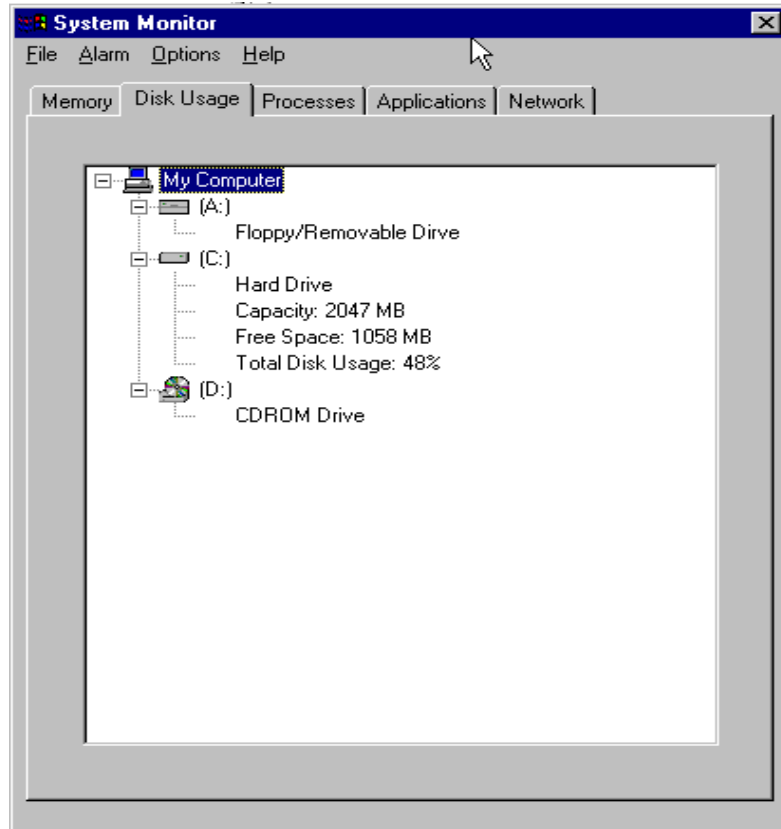 System Monitor
File Alarm Options Help
Memory Disk Usage Processes Applications Network
My Computer
(A:)
Floppy/Removable Dirve
(C:)
Hard Drive
Capacity: 2047 MB
Free Space: 1058 MB
Total Disk Usage: 48%
(D:)
CDROM Drive